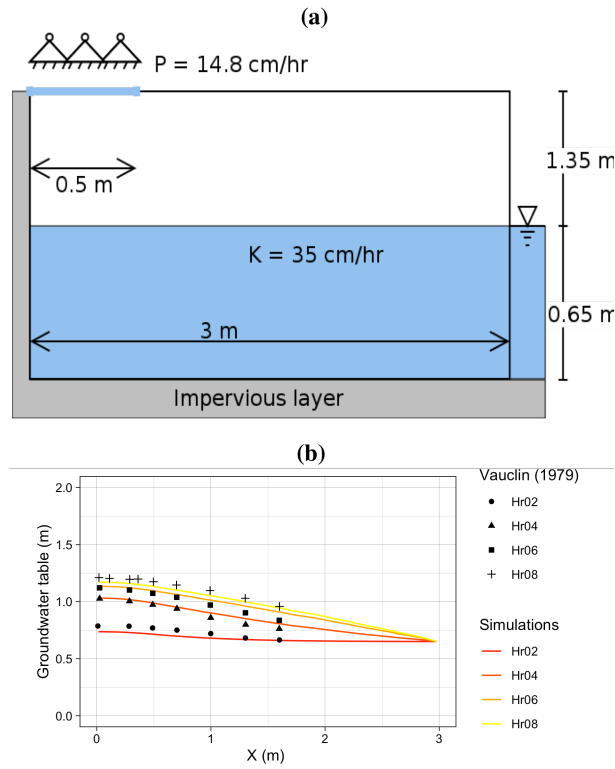 (a)
P = 14.8 cm/hr
1.35 m
0.5 m
K = 35 cm/hr
0.65 m
3 m
Impervious layer
(b)
Vauclin (1979)
Hr02
Hr04
Hr06
Hr08
Simulations
Hr02
Hr04
Hr06
Hr08
Groundwater table (m)
2.0
1.5
1.0
0.5
0.0
0 1 2 3
X (m)